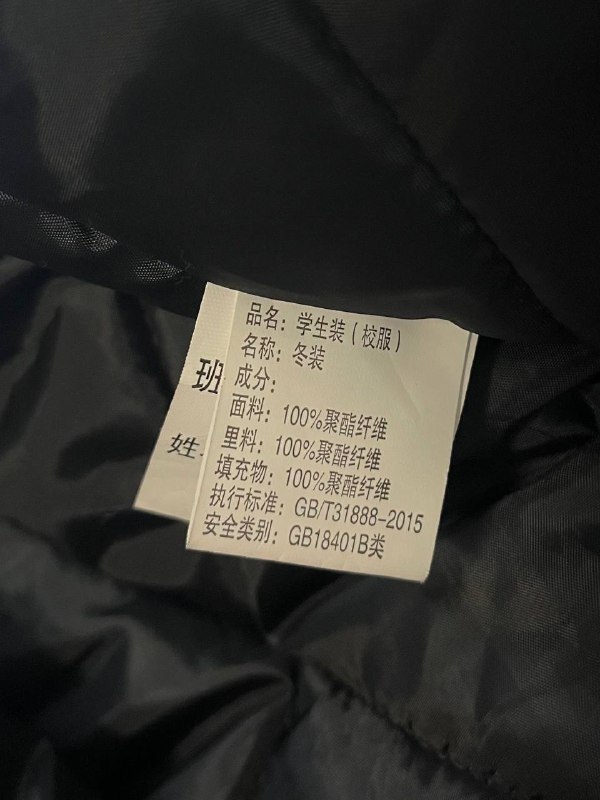 品名：学生装（校服）
名称：冬装
成分：
面料：100%聚酯纤维
里料：100%聚酯纤维
填充物：100%聚酯纤维
执行标准：GB/T31888-2015
安全类别：GB18401B类
班
姓